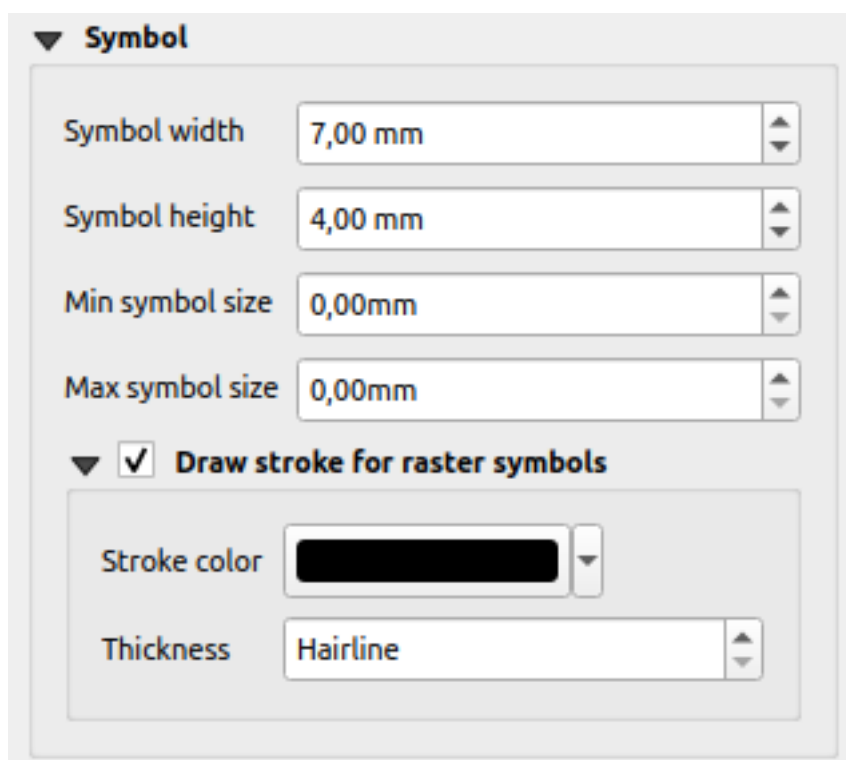 Symbol
Symbol width 7,00 mm
Symbol height 4,00 mm
Min symbol size 0,00mm
Max symbol size 0,00mm
Draw stroke for raster symbols
Stroke color
Thickness Hairline